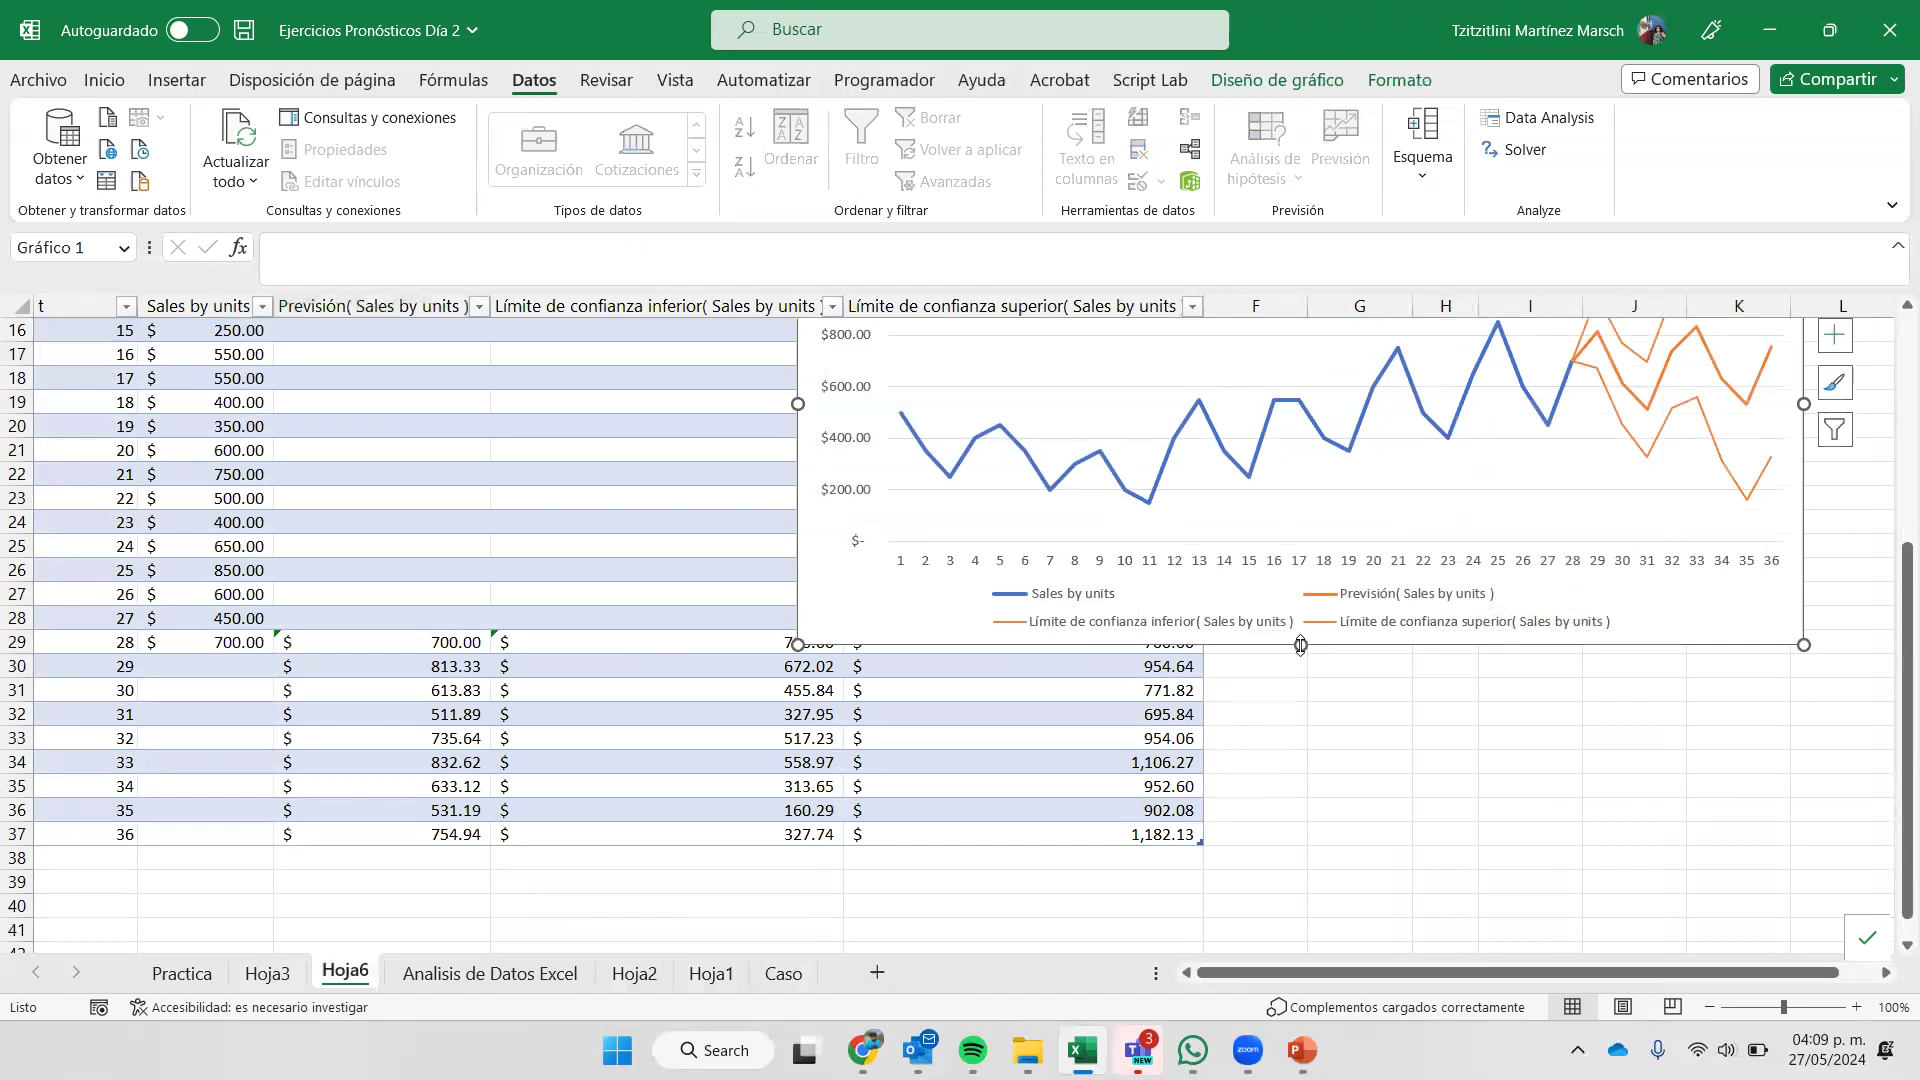 Autoguardado Ejercicios Pronósticos Día 2 Buscar Tzitzitlini Martínez Marsch
Archivo Inicio Insertar Disposición de página Fórmulas Datos Revisar Vista Automatizar Programador Ayuda Acrobat Script Lab Diseño de gráfico Formato Comentarios Compartir
Obtener datos
Obtener y transformar datos
Actualizar todo
Consultas y conexiones
Propiedades
Editar vínculos
Consultas y conexiones
Organización Cotizaciones
Tipos de datos
Ordenar
Filtro
Borrar
Volver a aplicar
Avanzadas
Ordenar y filtrar
Texto en columnas
Herramientas de datos
Análisis de hipótesis
Previsión
Previsión
Esquema
Data Analysis
Solver
Analyze
Gráfico 1 fx
t Sales by units Previsión( Sales by units ) Límite de confianza inferior( Sales by units ) Límite de confianza superior( Sales by units F G H I J K L
16 15 $ 250.00
17 16 $ 550.00
18 17 $ 550.00
19 18 $ 400.00
20 19 $ 350.00
21 20 $ 600.00
22 21 $ 750.00
23 22 $ 500.00
24 23 $ 400.00
25 24 $ 650.00
26 25 $ 850.00
27 26 $ 600.00
28 27 $ 450.00
29 28 $ 700.00 $ 700.00 $
30 29 $ 813.33 $ 672.02 $ 954.64
31 30 $ 613.83 $ 455.84 $ 771.82
32 31 $ 511.89 $ 327.95 $ 695.84
33 32 $ 735.64 $ 517.23 $ 954.06
34 33 $ 832.62 $ 558.97 $ 1,106.27
35 34 $ 633.12 $ 313.65 $ 952.60
36 35 $ 531.19 $ 160.29 $ 902.08
37 36 $ 754.94 $ 327.74 $ 1,182.13
38
39
40
41
$800.00
$600.00
$400.00
$200.00
$-
1 2 3 4 5 6 7 8 9 10 11 12 13 14 15 16 17 18 19 20 21 22 23 24 25 26 27 28 29 30 31 32 33 34 35 36
Sales by units Previsión( Sales by units )
Límite de confianza inferior( Sales by units ) Límite de confianza superior( Sales by units )
Practica Hoja3 Hoja6 Analisis de Datos Excel Hoja2 Hoja1 Caso
Listo Accesibilidad: es necesario investigar Complementos cargados correctamente 100%
Search
NEW
3
zoom
04:09 p. m.
27/05/2024